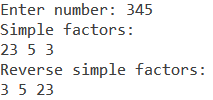 Enter number: 345
Simple factors:
23 5 3
Reverse simple factors:
3 5 23